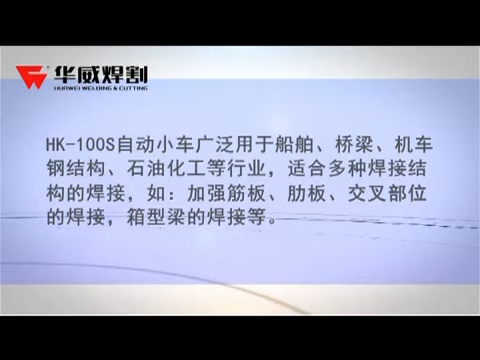 华威焊割
HUAWEI WELDING & CUTTING
HK-100S自动小车广泛用于船舶、桥梁、机车
钢结构、石油化工等行业，适合多种焊接结
构的焊接，如：加强筋板、肋板、交叉部位
的焊接，箱型梁的焊接等。